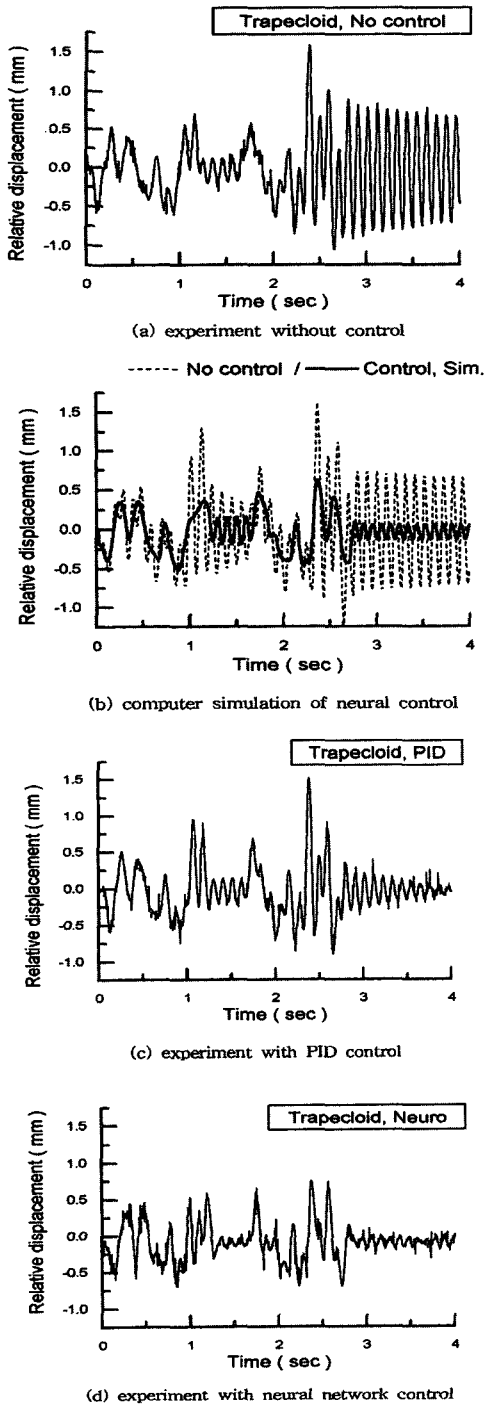 Trapecloid, No control
Relative displacement ( mm )
1.5
1.0
0.5
0.0
-0.5
-1.0
0 1 2 3 4
Time ( sec )
(a) experiment without control
No control / Control, Sim.
Relative displacement ( mm )
1.5
1.0
0.5
0.0
-0.5
-1.0
0 1 2 3 4
Time ( sec )
(b) computer simulation of neural control
Trapecloid, PID
Relative displacement ( mm )
1.5
1.0
0.5
0.0
-0.5
-1.0
0 1 2 3 4
Time ( sec )
(c) experiment with PID control
Trapecloid, Neuro
Relative displacement ( mm )
1.5
1.0
0.5
0.0
-0.5
-1.0
0 1 2 3 4
Time ( sec )
(d) experiment with neural network control